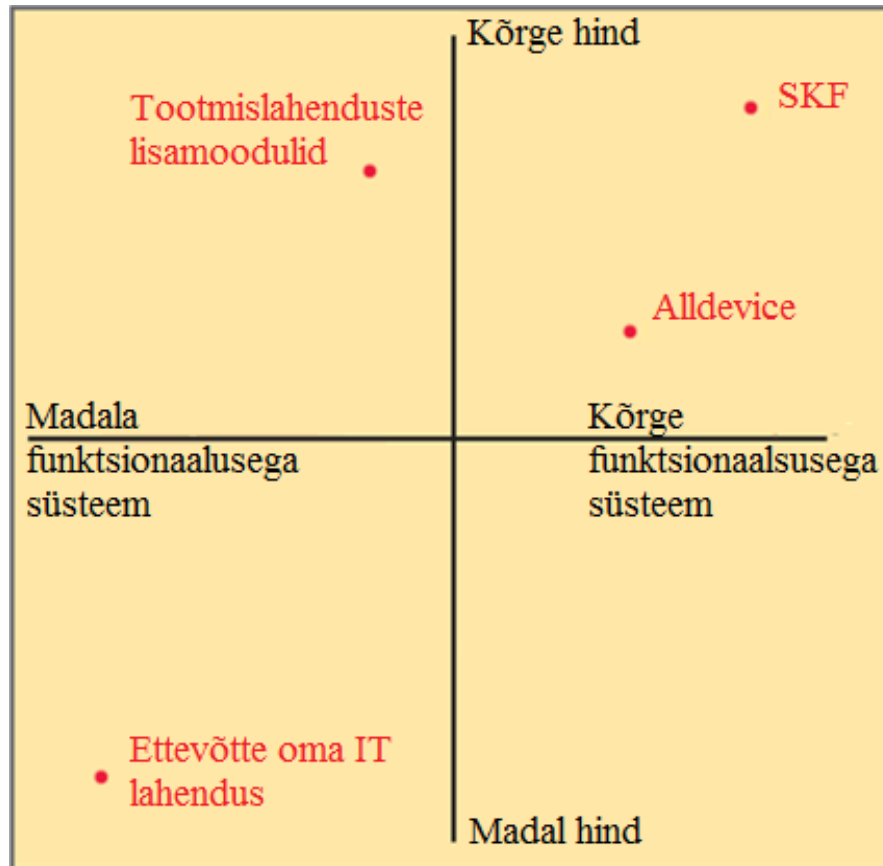 Kõrge hind
SKF
Tootmislahenduste
lisamoodulid
Alldevice
Madala
funktsionaalusega
süsteem
Kõrge
funktsionaalsusega
süsteem
Ettevõtte oma IT
lahendus
Madal hind